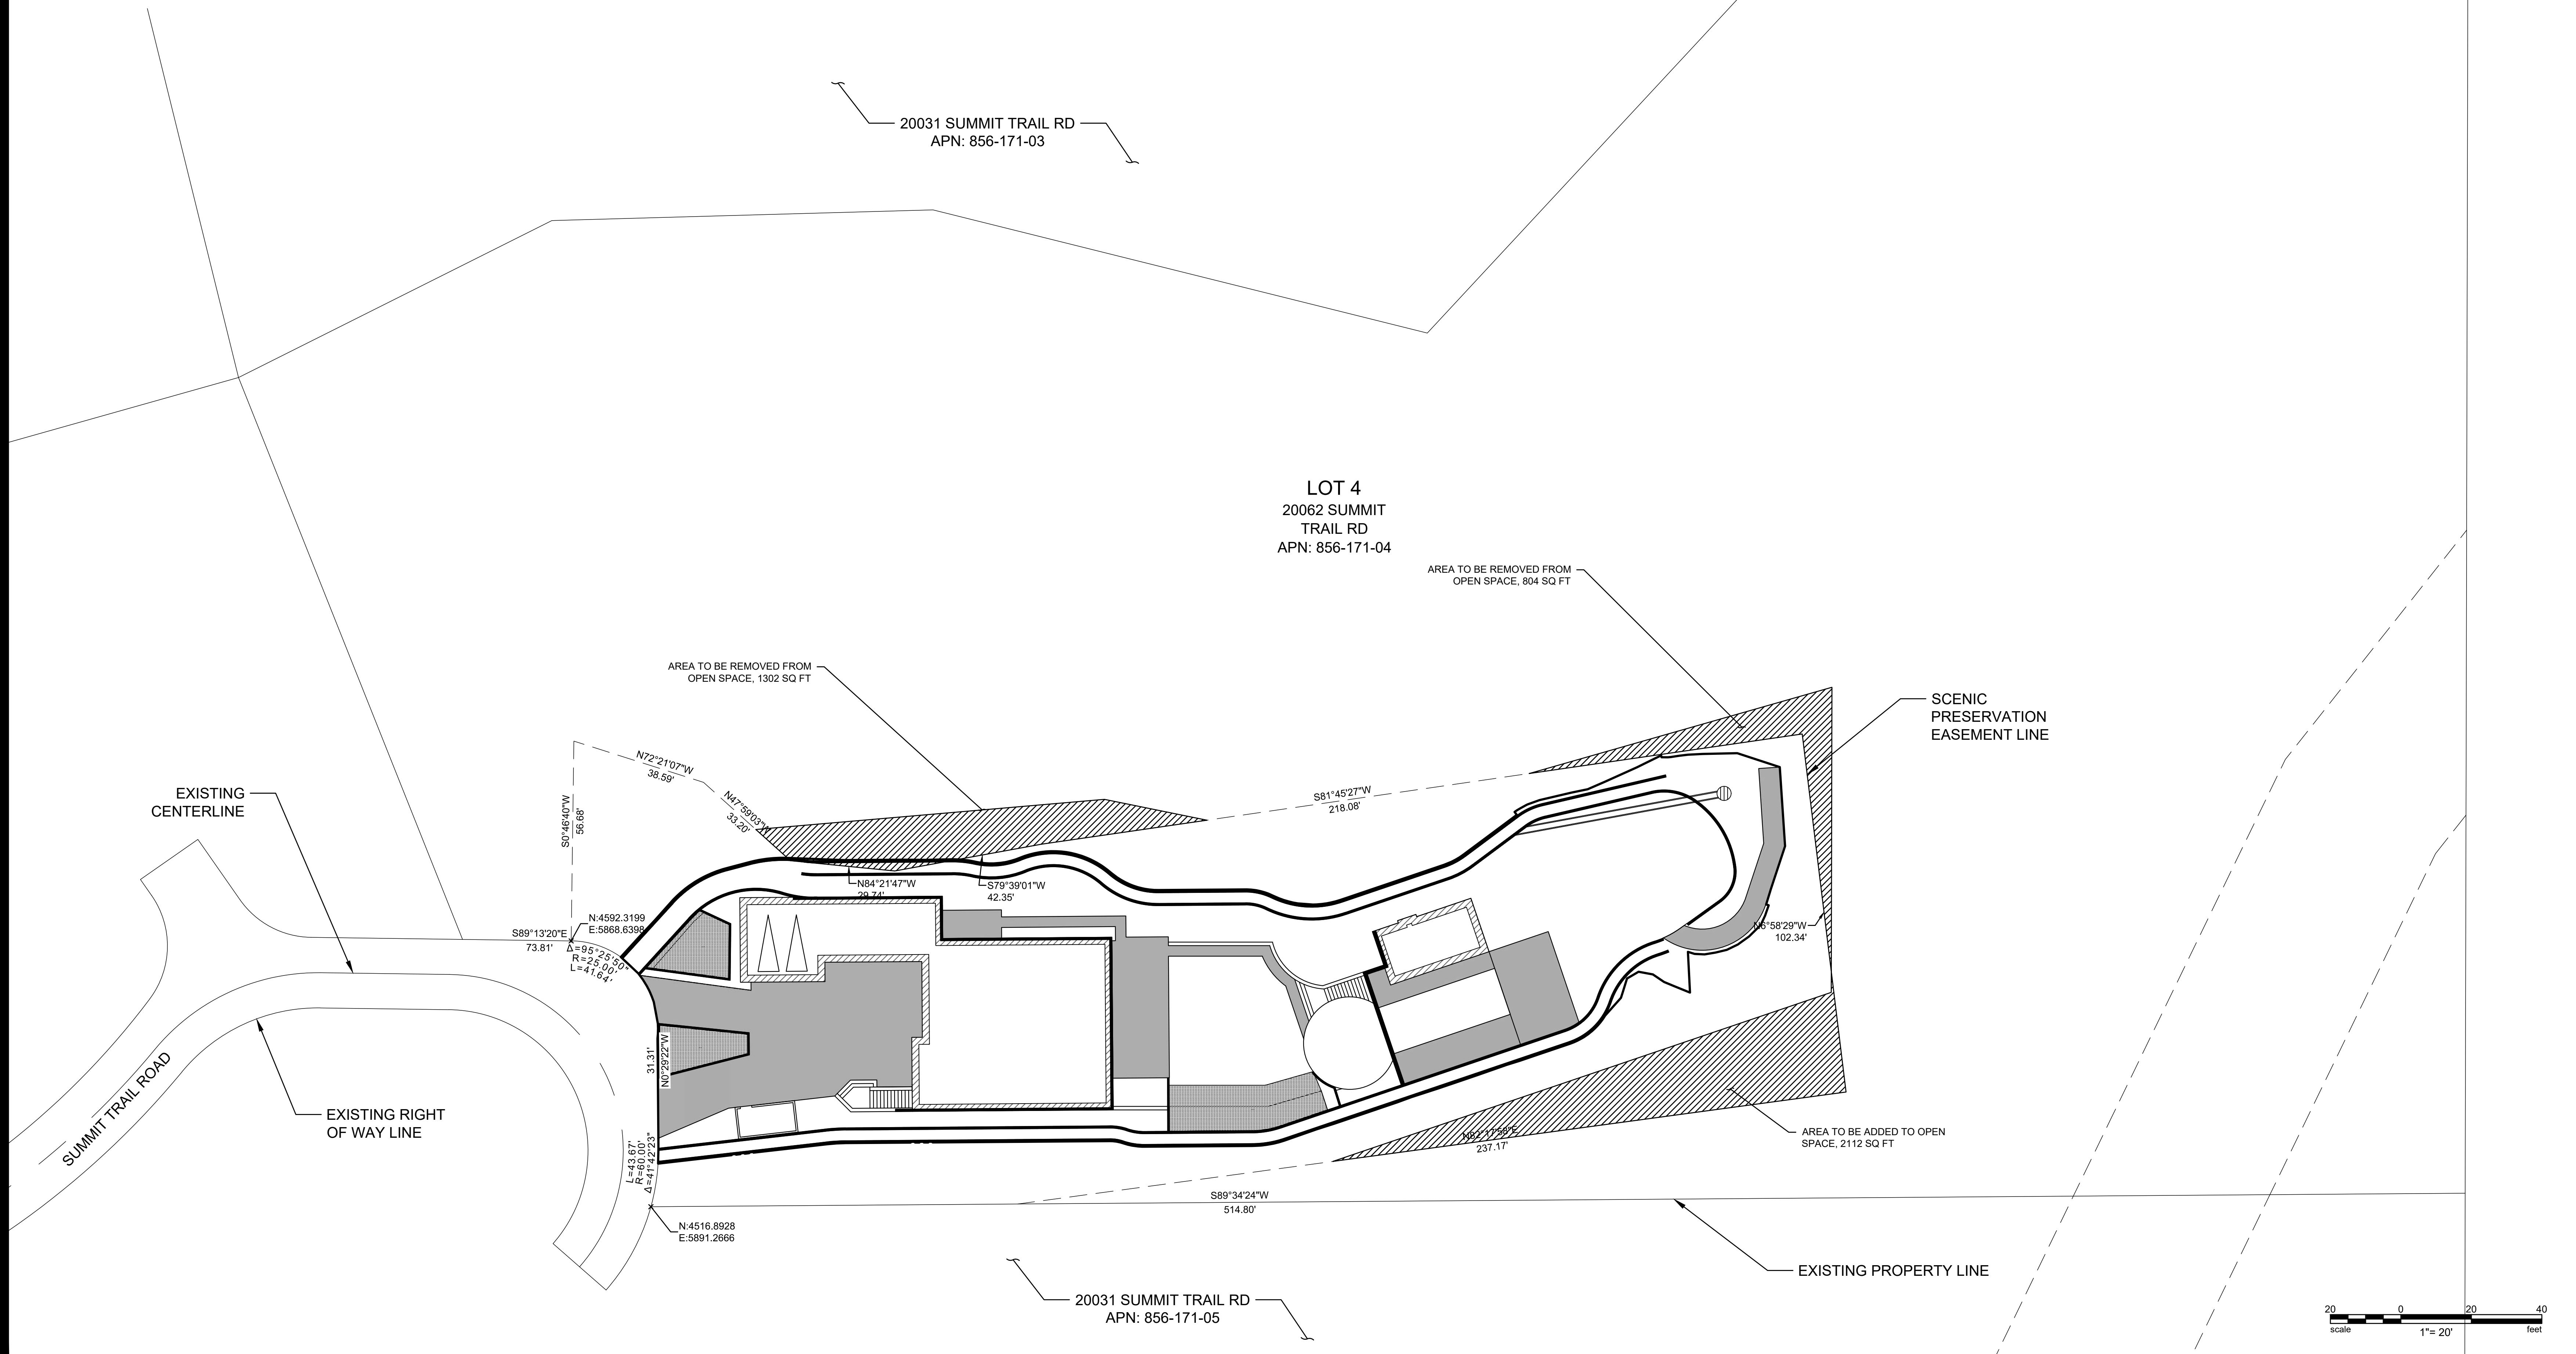 20031 SUMMIT TRAIL RD
APN: 856-171-03
LOT 4
20062 SUMMIT
TRAIL RD
APN: 856-171-04
AREA TO BE REMOVED FROM
OPEN SPACE, 804 SQ FT
AREA TO BE REMOVED FROM
OPEN SPACE, 1302 SQ FT
SCENIC
PRESERVATION
EASEMENT LINE
N72°21'07"W
38.59'
N47°59'03"W
33.20'
S0°46'40"W
56.68'
S81°45'27"W
218.08'
EXISTING
CENTERLINE
N84°21'47"W
29.74'
S79°39'01"W
42.35'
N:4592.3199
E:5868.6398
S89°13'20"E
73.81'
Δ=95°25'50"
R=25.00'
L=41.64'
N6°58'29"W
102.34'
31.31'
N0°29'22"W
SUMMIT TRAIL ROAD
EXISTING RIGHT
OF WAY LINE
L=43.67'
R=60.00'
Δ=41°42'23"
N82°17'58"E
237.17'
AREA TO BE ADDED TO OPEN
SPACE, 2112 SQ FT
S89°34'24"W
514.80'
N:4516.8928
E:5891.2666
EXISTING PROPERTY LINE
20031 SUMMIT TRAIL RD
APN: 856-171-05
20 0 20 40
scale 1"= 20' feet